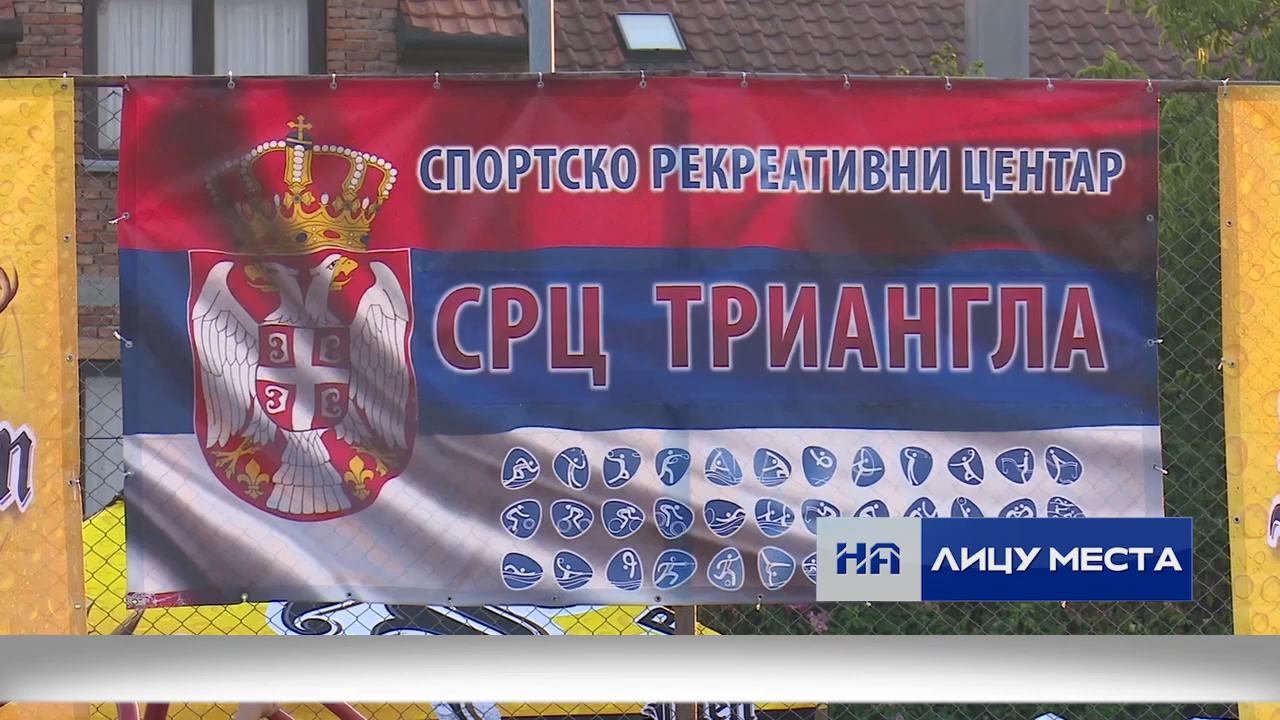 СПОРТСКО РЕКРЕАТИВНИ ЦЕНТАР
СРЦ ТРИАНГЛА
НА ЛИЦУ МЕСТА